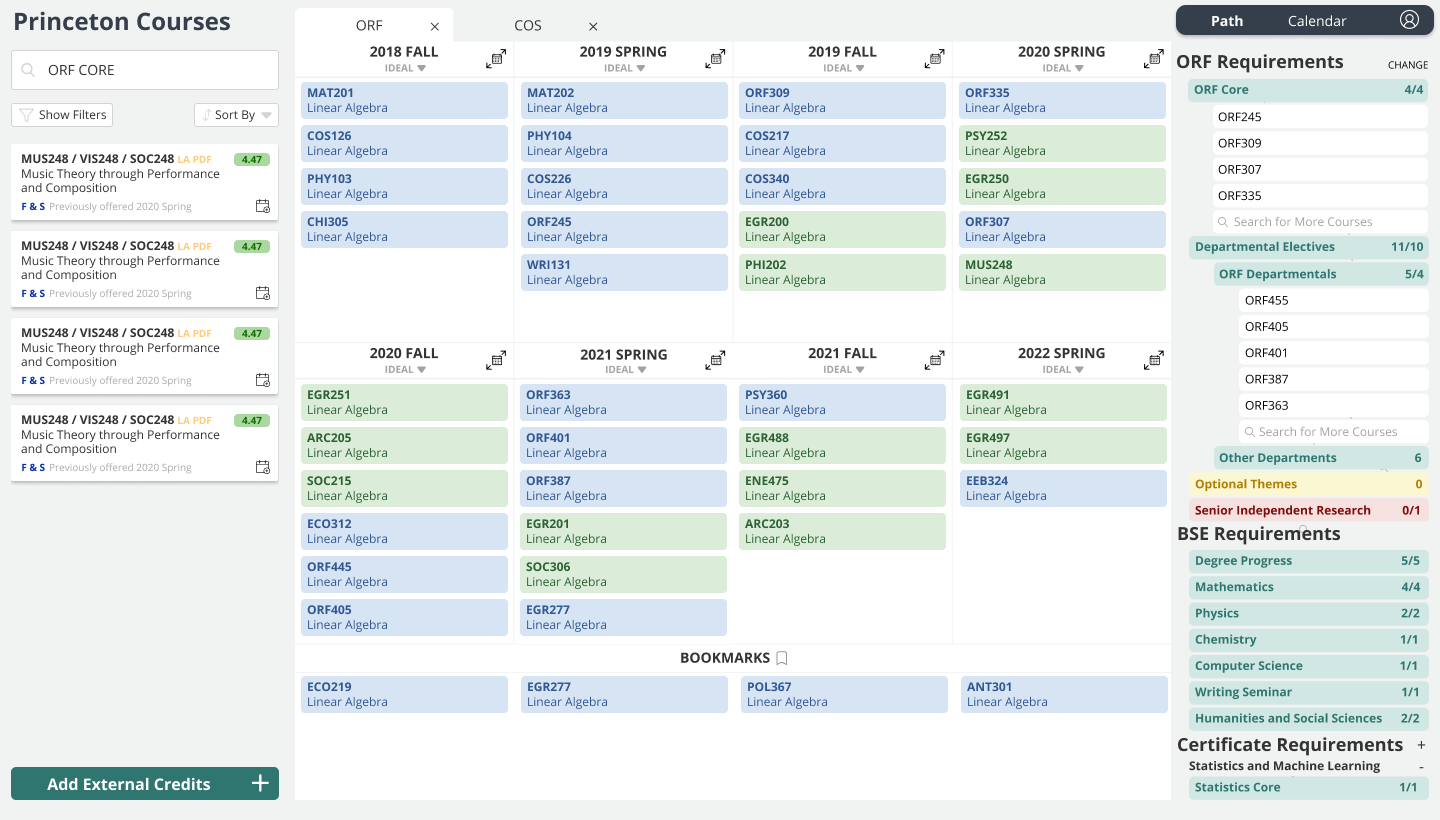 Princeton Courses
ORF CORE
Show Filters
Sort By
MUS248 / VIS248 / SOC248 LA PDF 4.47
Music Theory through Performance
and Composition
F & S Previously offered 2020 Spring
MUS248 / VIS248 / SOC248 LA PDF 4.47
Music Theory through Performance
and Composition
F & S Previously offered 2020 Spring
MUS248 / VIS248 / SOC248 LA PDF 4.47
Music Theory through Performance
and Composition
F & S Previously offered 2020 Spring
MUS248 / VIS248 / SOC248 LA PDF 4.47
Music Theory through Performance
and Composition
F & S Previously offered 2020 Spring
Add External Credits
ORF
COS
2018 FALL
IDEAL
MAT201
Linear Algebra
COS126
Linear Algebra
PHY103
Linear Algebra
CHI305
Linear Algebra
2019 SPRING
IDEAL
MAT202
Linear Algebra
PHY104
Linear Algebra
COS226
Linear Algebra
ORF245
Linear Algebra
WRI131
Linear Algebra
2019 FALL
IDEAL
ORF309
Linear Algebra
COS217
Linear Algebra
COS340
Linear Algebra
EGR200
Linear Algebra
PHI202
Linear Algebra
2020 SPRING
IDEAL
ORF335
Linear Algebra
PSY252
Linear Algebra
EGR250
Linear Algebra
ORF307
Linear Algebra
MUS248
Linear Algebra
2020 FALL
IDEAL
EGR251
Linear Algebra
ARC205
Linear Algebra
SOC215
Linear Algebra
ECO312
Linear Algebra
ORF445
Linear Algebra
ORF405
Linear Algebra
2021 SPRING
IDEAL
ORF363
Linear Algebra
ORF401
Linear Algebra
ORF387
Linear Algebra
EGR201
Linear Algebra
SOC306
Linear Algebra
EGR277
Linear Algebra
2021 FALL
IDEAL
PSY360
Linear Algebra
EGR488
Linear Algebra
ENE475
Linear Algebra
ARC203
Linear Algebra
2022 SPRING
IDEAL
EGR491
Linear Algebra
EGR497
Linear Algebra
EEB324
Linear Algebra
BOOKMARKS
ECO219
Linear Algebra
EGR277
Linear Algebra
POL367
Linear Algebra
ANT301
Linear Algebra
Path
Calendar
ORF Requirements CHANGE
ORF Core 4/4
ORF245
ORF309
ORF307
ORF335
Search for More Courses
Departmental Electives 11/10
ORF Departmentals 5/4
ORF455
ORF405
ORF401
ORF387
ORF363
Search for More Courses
Other Departments 6
Optional Themes 0
Senior Independent Research 0/1
BSE Requirements
Degree Progress 5/5
Mathematics 4/4
Physics 2/2
Chemistry 1/1
Computer Science 1/1
Writing Seminar 1/1
Humanities and Social Sciences 2/2
Certificate Requirements +
Statistics and Machine Learning -
Statistics Core 1/1